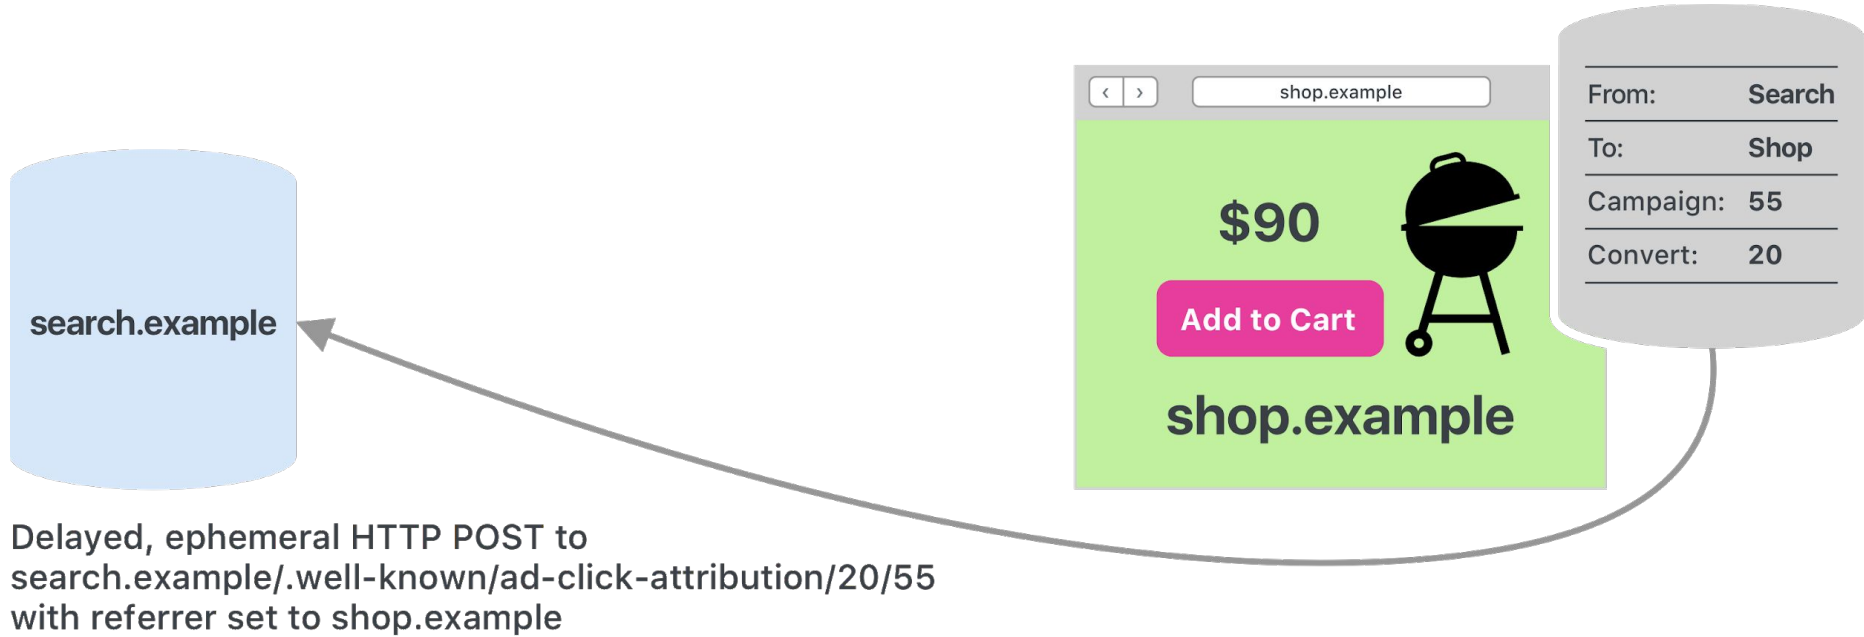 shop.example
$90
Add to Cart
shop.example
From: Search
To: Shop
Campaign: 55
Convert: 20
search.example
Delayed, ephemeral HTTP POST to
search.example/.well-known/ad-click-attribution/20/55
with referrer set to shop.example